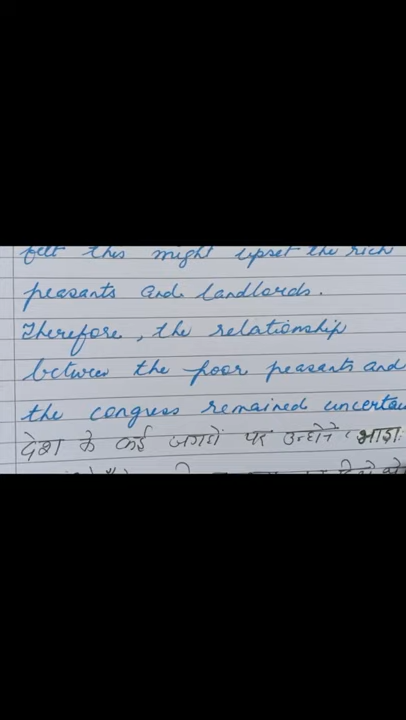 felt this might upset the rich
peasants and landlords.
Therefore, the relationship
between the poor peasants and
the congress remained uncertain
देश के कई जगहों पर उन्होंने